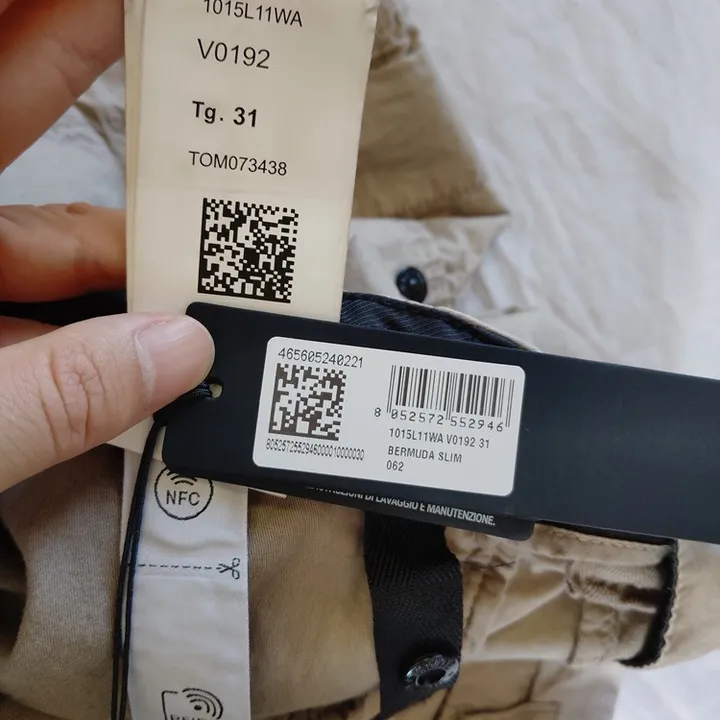 1015L11WA
V0192
Tg. 31
TOM073438
465605240221
8052572552946000010000030
8 052572 552946
1015L11WA V0192 31
BERMUDA SLIM
062
DI LAVAGGIO E MANUTENZIONE.
NFC